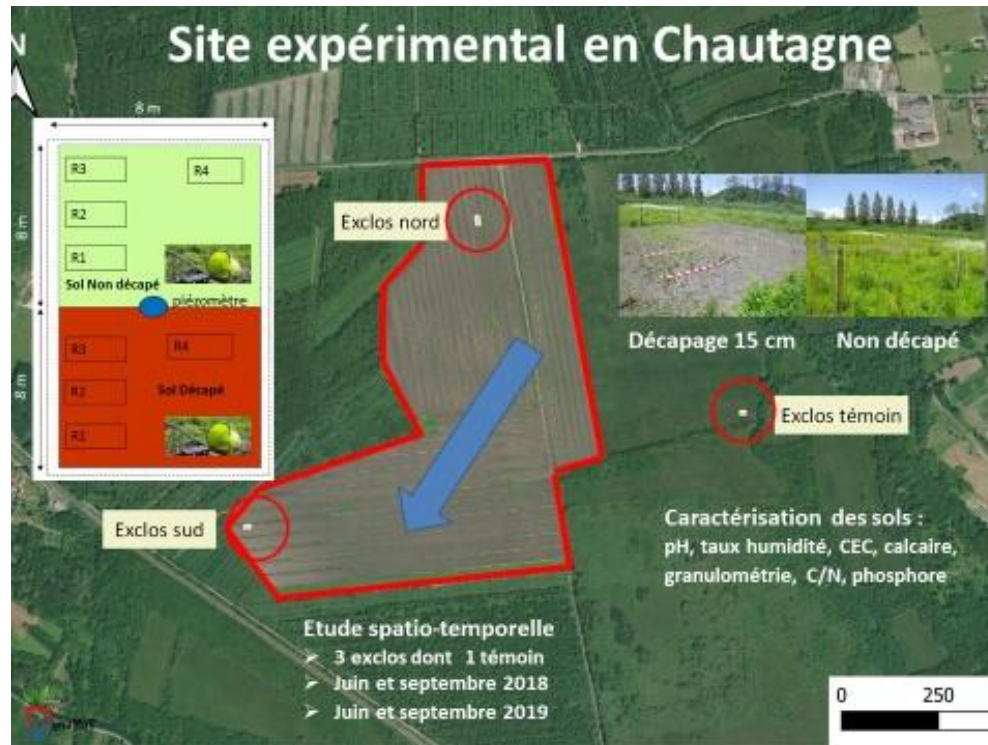 N
Site expérimental en Chautagne
8 m
R3
R4
R2
8 m
R1
Sol Non décapé
piézomètre
R3
R4
R2
Sol Décapé
8 m
R1
Exclos nord
Décapage 15 cm
Non décapé
Exclos témoin
Exclos sud
Caractérisation des sols :
pH, taux humidité, CEC, calcaire,
granulométrie, C/N, phosphore
Etude spatio-temporelle
➢ 3 exclos dont 1 témoin
➢ Juin et septembre 2018
➢ Juin et septembre 2019
0 250